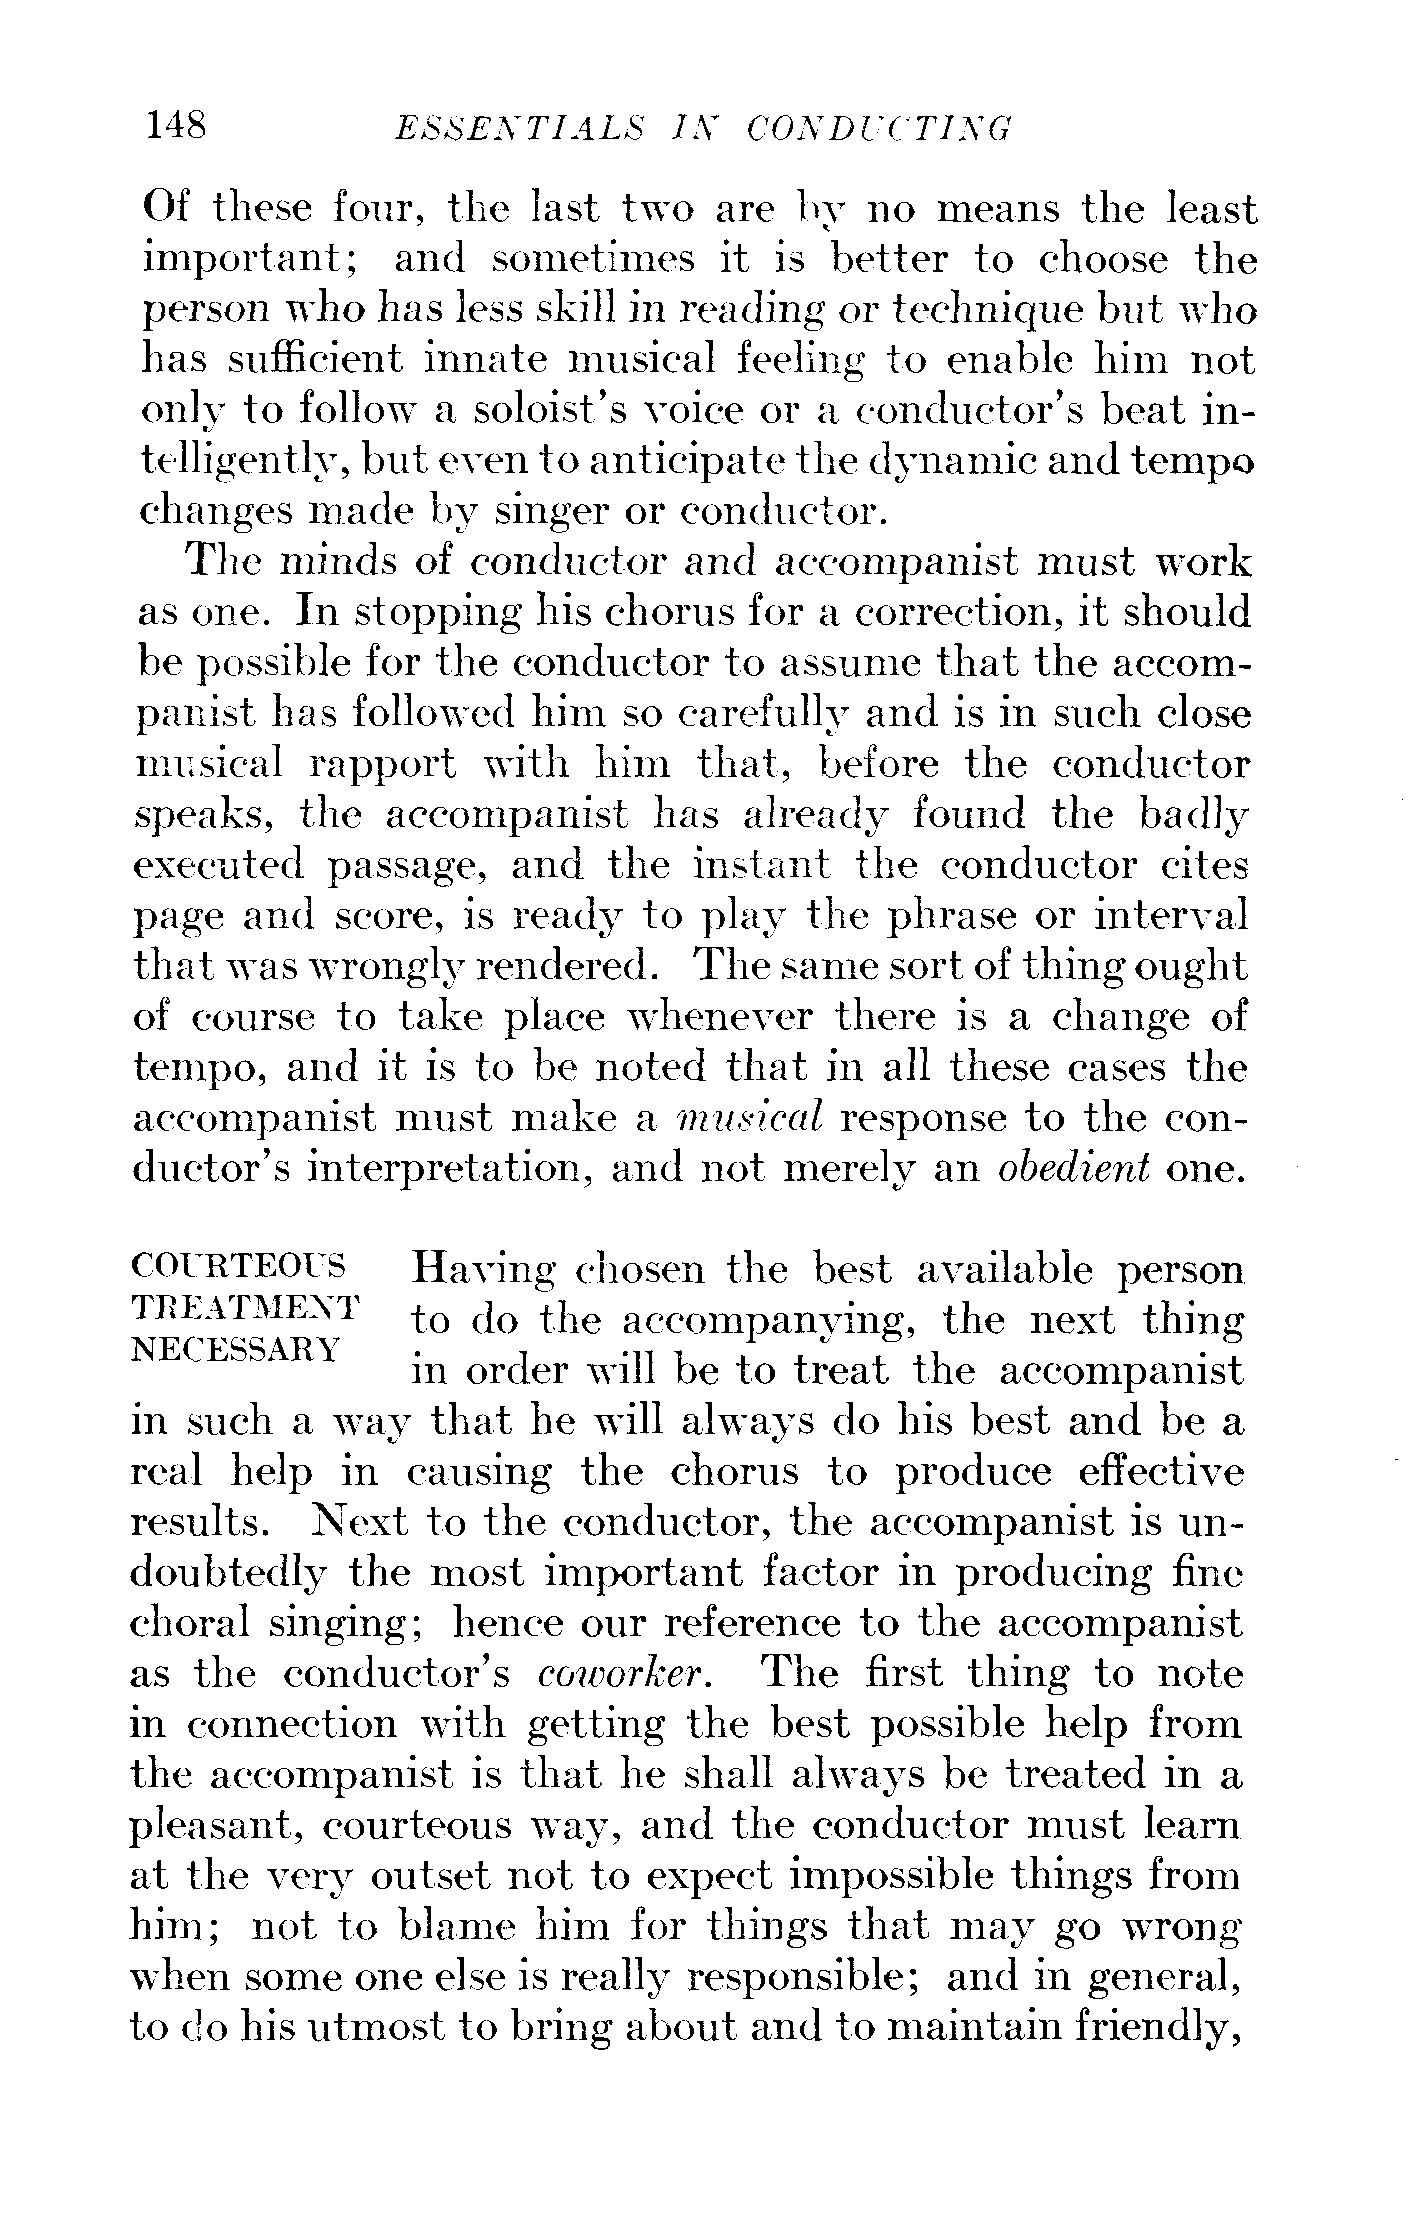 148 ESSENTIALS IN CONDUCTING
Of these four, the last two are by no means the least
important; and sometimes it is better to choose the
person who has less skill in reading or technique but who
has sufficient innate musical feeling to enable him not
only to follow a soloist's voice or a conductor's beat in-
telligently, but even to anticipate the dynamic and tempo
changes made by singer or conductor.
The minds of conductor and accompanist must work
as one. In stopping his chorus for a correction, it should
be possible for the conductor to assume that the accom-
panist has followed him so carefully and is in such close
musical rapport with him that, before the conductor
speaks, the accompanist has already found the badly
executed passage, and the instant the conductor cites
page and score, is ready to play the phrase or interval
that was wrongly rendered. The same sort of thing ought
of course to take place whenever there is a change of
tempo, and it is to be noted that in all these cases the
accompanist must make a musical response to the con-
ductor's interpretation, and not merely an obedient one.
COURTEOUS
TREATMENT
NECESSARY
Having chosen the best available person
to do the accompanying, the next thing
in order will be to treat the accompanist
in such a way that he will always do his best and be a
real help in causing the chorus to produce effective
results. Next to the conductor, the accompanist is un-
doubtedly the most important factor in producing fine
choral singing; hence our reference to the accompanist
as the conductor's coworker. The first thing to note
in connection with getting the best possible help from
the accompanist is that he shall always be treated in a
pleasant, courteous way, and the conductor must learn
at the very outset not to expect impossible things from
him; not to blame him for things that may go wrong
when some one else is really responsible; and in general,
to do his utmost to bring about and to maintain friendly,